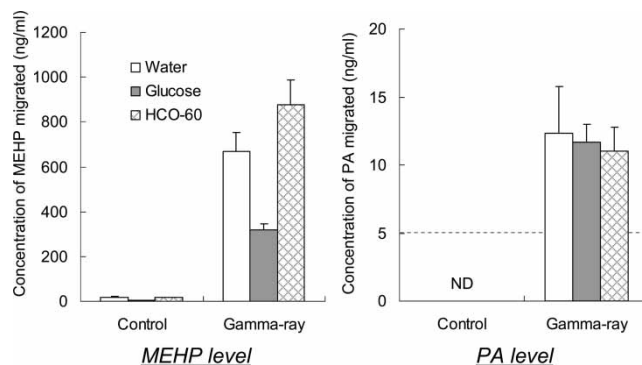 Concentration of MEHP migrated (ng/ml)
1200
1000
800
600
400
200
0
Water
Glucose
HCO-60
Control
Gamma-ray
MEHP level
Concentration of PA migrated (ng/ml)
20
15
10
5
0
ND
Control
Gamma-ray
PA level